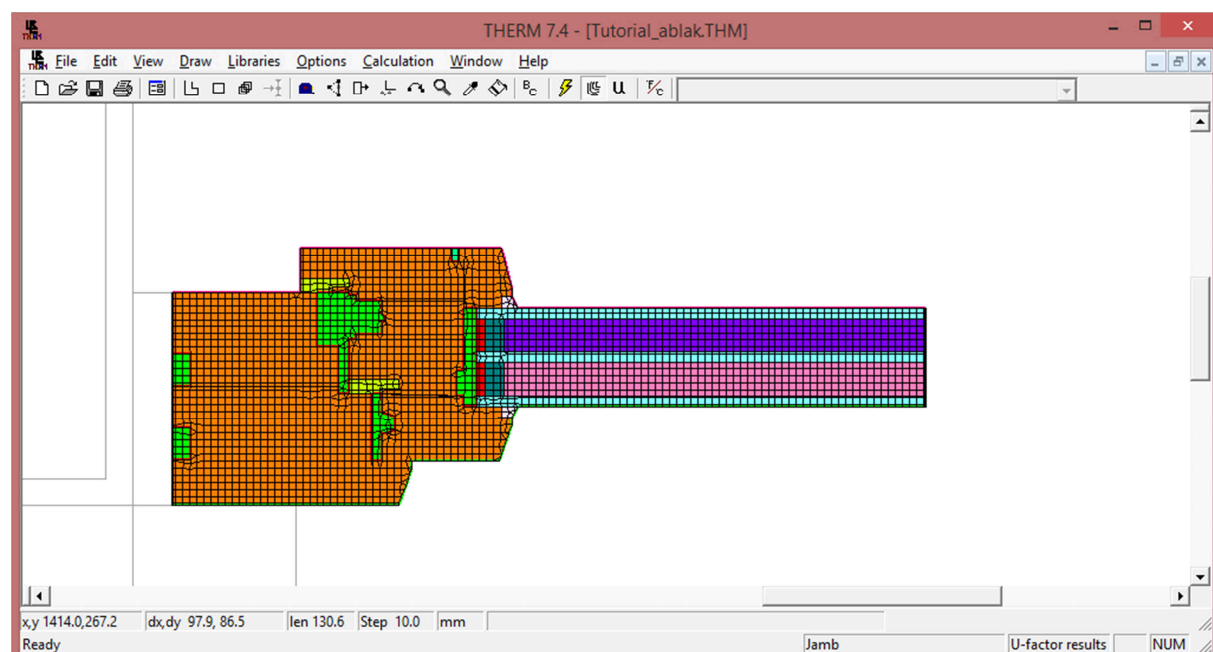 THERM 7.4 - [Tutorial_ablak.THM]
File Edit View Draw Libraries Options Calculation Window Help
x,y 1414.0,267.2 dx,dy 97.9, 86.5 len 130.6 Step 10.0 mm
Ready Jamb U-factor results NUM